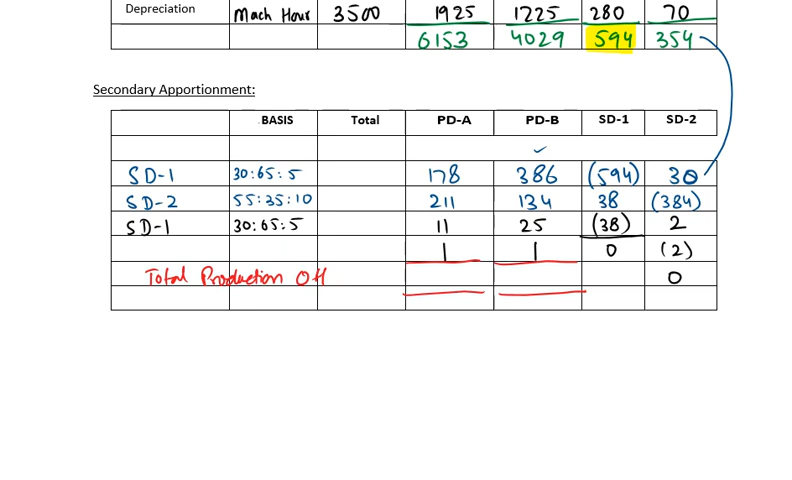 Depreciation Mach Hour 3500 1925 1225 280 70
6153 4029 594 354
Secondary Apportionment:
BASIS Total PD-A PD-B SD-1 SD-2
SD-1 30:65:5 178 386 (594) 30
SD-2 55:35:10 211 134 38 (384)
SD-1 30:65:5 11 25 (38) 2
1 1 0 (2)
Total Production OH 0